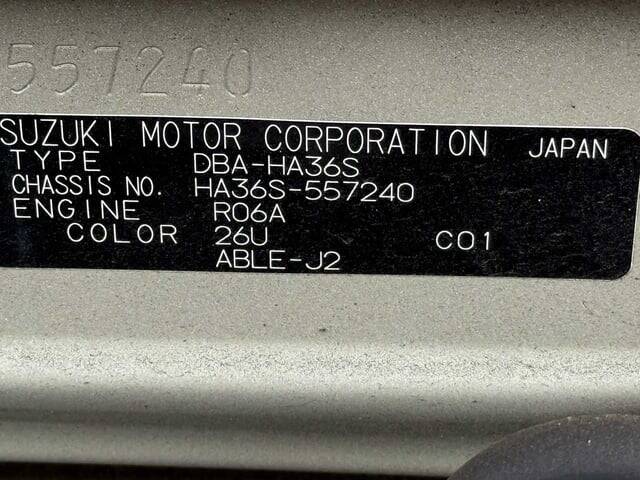 557240
SUZUKI MOTOR CORPORATION JAPAN
TYPE DBA-HA36S
CHASSIS NO. HA36S-557240
ENGINE R06A
COLOR 26U C01
ABLE-J2